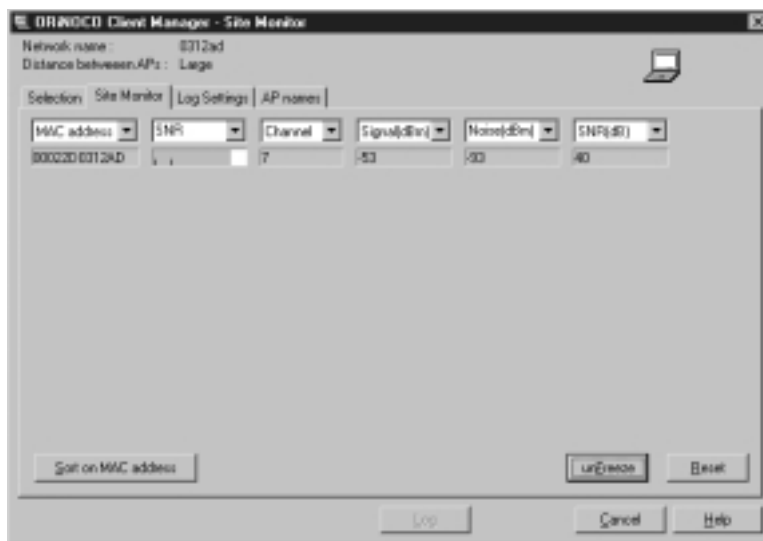 ORiNOCO Client Manager - Site Monitor
Network name : 0312ad
Distance between APs : Large
Selection Site Monitor Log Settings AP names
MAC address SNR Channel Signal(dBm) Noise(dBm) SNR(dB)
00022D0312AD 7 -53 -93 40
Sort on MAC address unFreeze Reset
Log Cancel Help